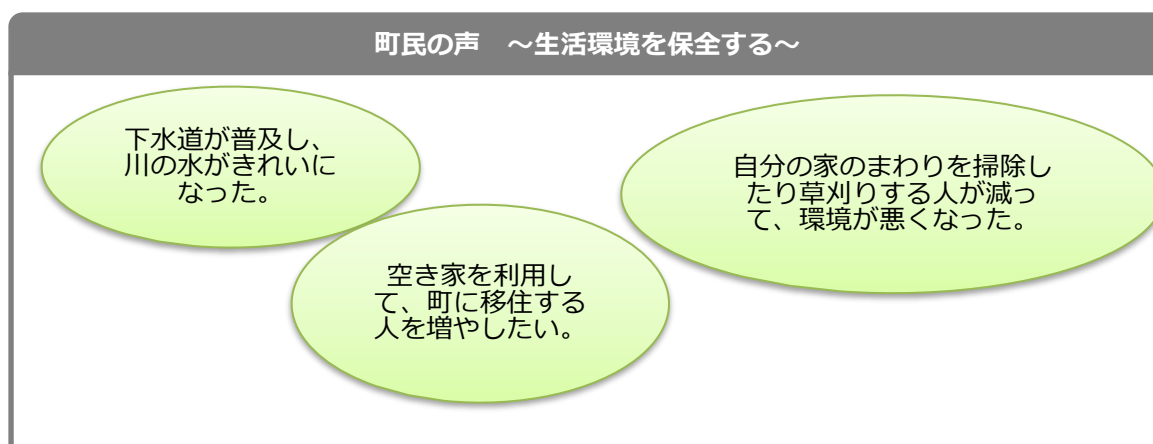 町民の声　～生活環境を保全する～
下水道が普及し、
川の水がきれいに
なった。
自分の家のまわりを掃除し
たり草刈りする人が減っ
て、環境が悪くなった。
空き家を利用し
て、町に移住する
人を増やしたい。